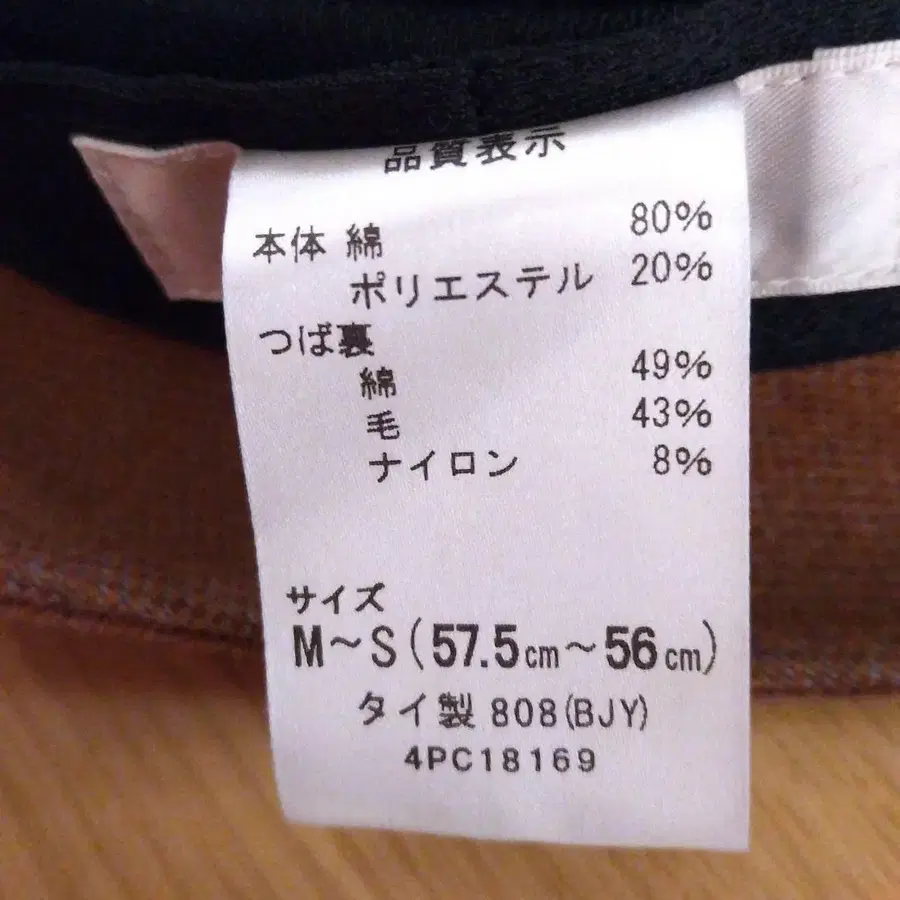 品質表示
本体 綿 80%
ポリエステル 20%
つば裏
綿 49%
毛 43%
ナイロン 8%
サイズ
M~S(57.5cm~56cm)
タイ製 808(BJY)
4PC18169